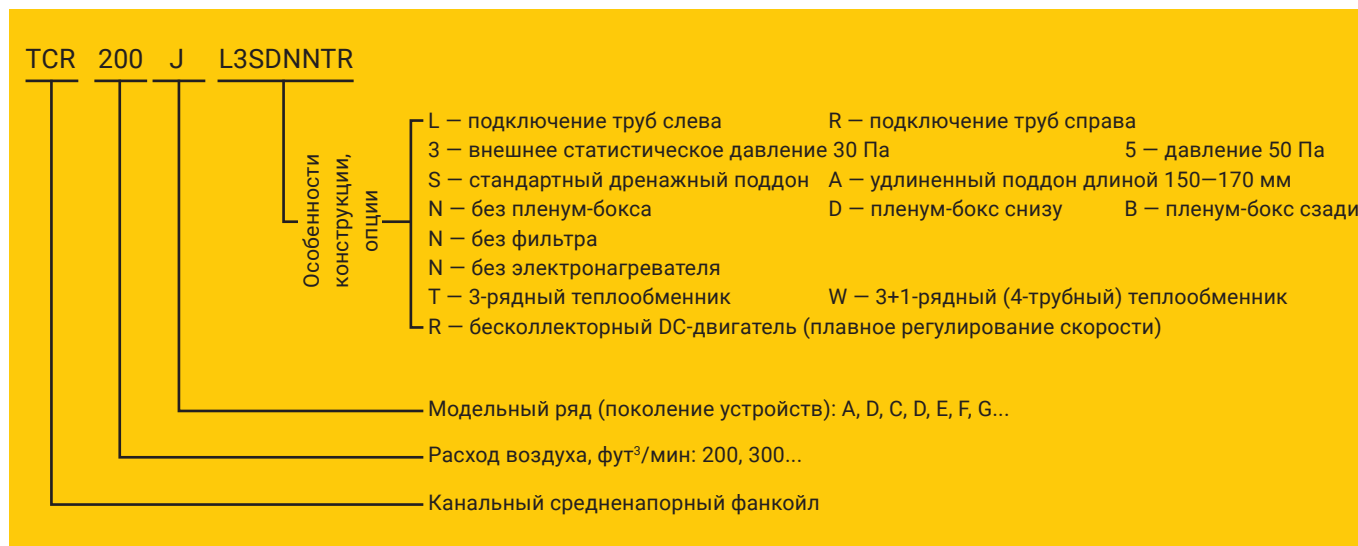 TCR 200 J L3SDNNTR
Особенности
конструкции,
опции
L — подключение труб слева R — подключение труб справа
3 — внешнее статистическое давление 30 Па 5 — давление 50 Па
S — стандартный дренажный поддон A — удлиненный поддон длиной 150—170 мм
N — без пленум-бокса D — пленум-бокс снизу B — пленум-бокс сзади
N — без фильтра
N — без электронагревателя
T — 3-рядный теплообменник W — 3+1-рядный (4-трубный) теплообменник
R — бесколлекторный DC-двигатель (плавное регулирование скорости)
Модельный ряд (поколение устройств): A, D, C, D, E, F, G...
Расход воздуха, фут³/мин: 200, 300...
Канальный средненапорный фанкойл